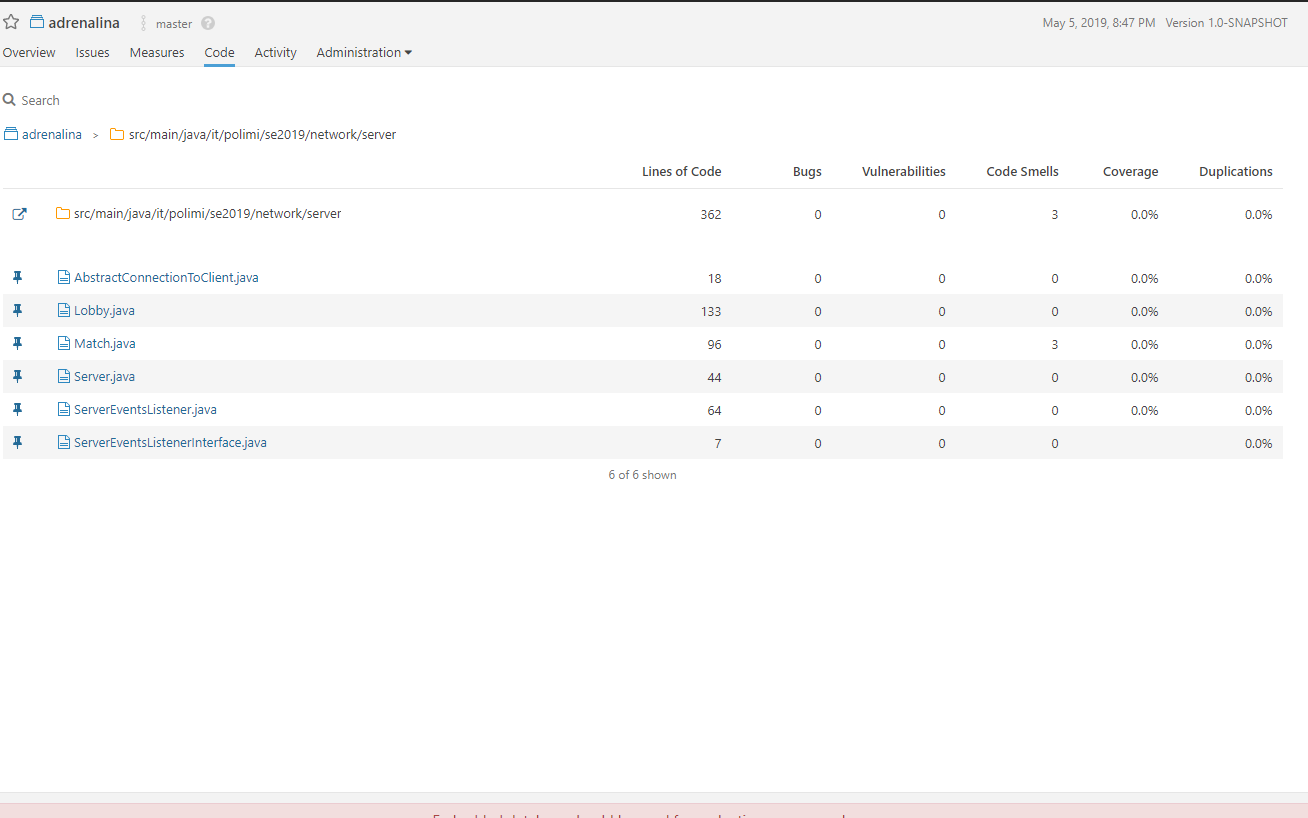 adrenalina master ? May 5, 2019, 8:47 PM Version 1.0-SNAPSHOT
Overview Issues Measures Code Activity Administration
Search
adrenalina > src/main/java/it/polimi/se2019/network/server
Lines of Code Bugs Vulnerabilities Code Smells Coverage Duplications
src/main/java/it/polimi/se2019/network/server 362 0 0 3 0.0% 0.0%
AbstractConnectionToClient.java 18 0 0 0 0.0% 0.0%
Lobby.java 133 0 0 0 0.0% 0.0%
Match.java 96 0 0 3 0.0% 0.0%
Server.java 44 0 0 0 0.0% 0.0%
ServerEventsListener.java 64 0 0 0 0.0% 0.0%
ServerEventsListenerInterface.java 7 0 0 0 0.0%
6 of 6 shown